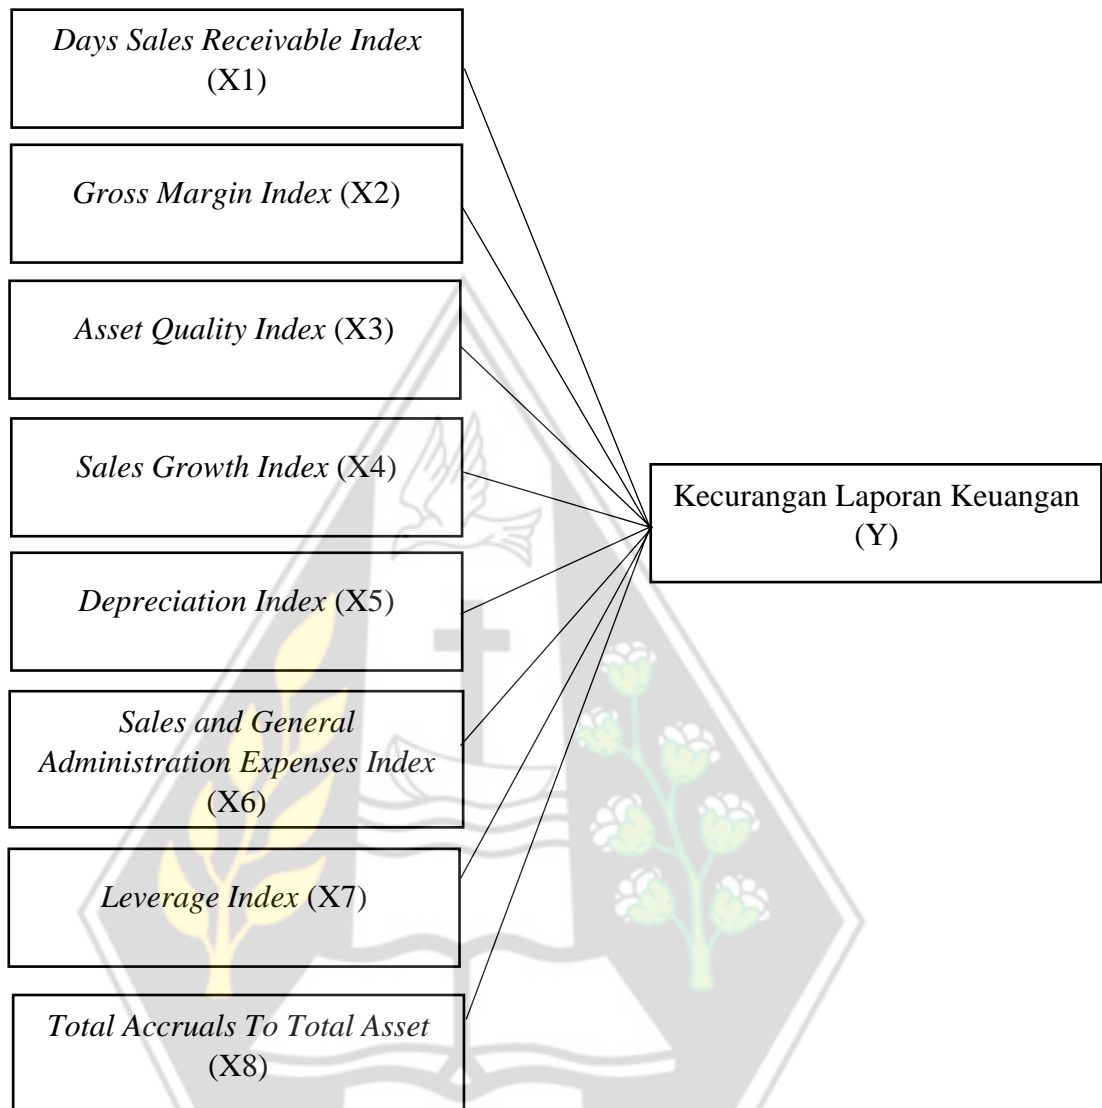 Days Sales Receivable Index
(X1)
Gross Margin Index (X2)
Asset Quality Index (X3)
Sales Growth Index (X4)
Depreciation Index (X5)
Sales and General
Administration Expenses Index
(X6)
Leverage Index (X7)
Total Accruals To Total Asset
(X8)
Kecurangan Laporan Keuangan
(Y)